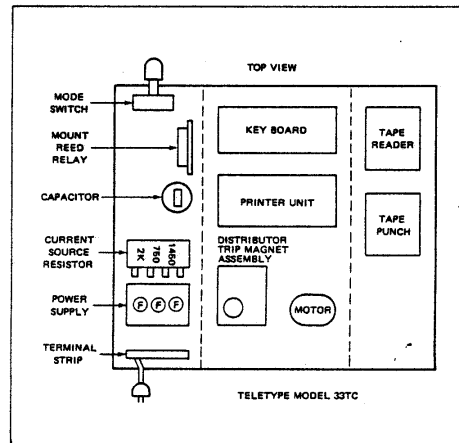 TOP VIEW
MODE
SWITCH
MOUNT
REED
RELAY
CAPACITOR
CURRENT
SOURCE
RESISTOR
POWER
SUPPLY
TERMINAL
STRIP
2K
750
1450
F F F
KEY BOARD
PRINTER UNIT
DISTRIBUTOR
TRIP MAGNET
ASSEMBLY
MOTOR
TAPE
READER
TAPE
PUNCH
TELETYPE MODEL 33TC